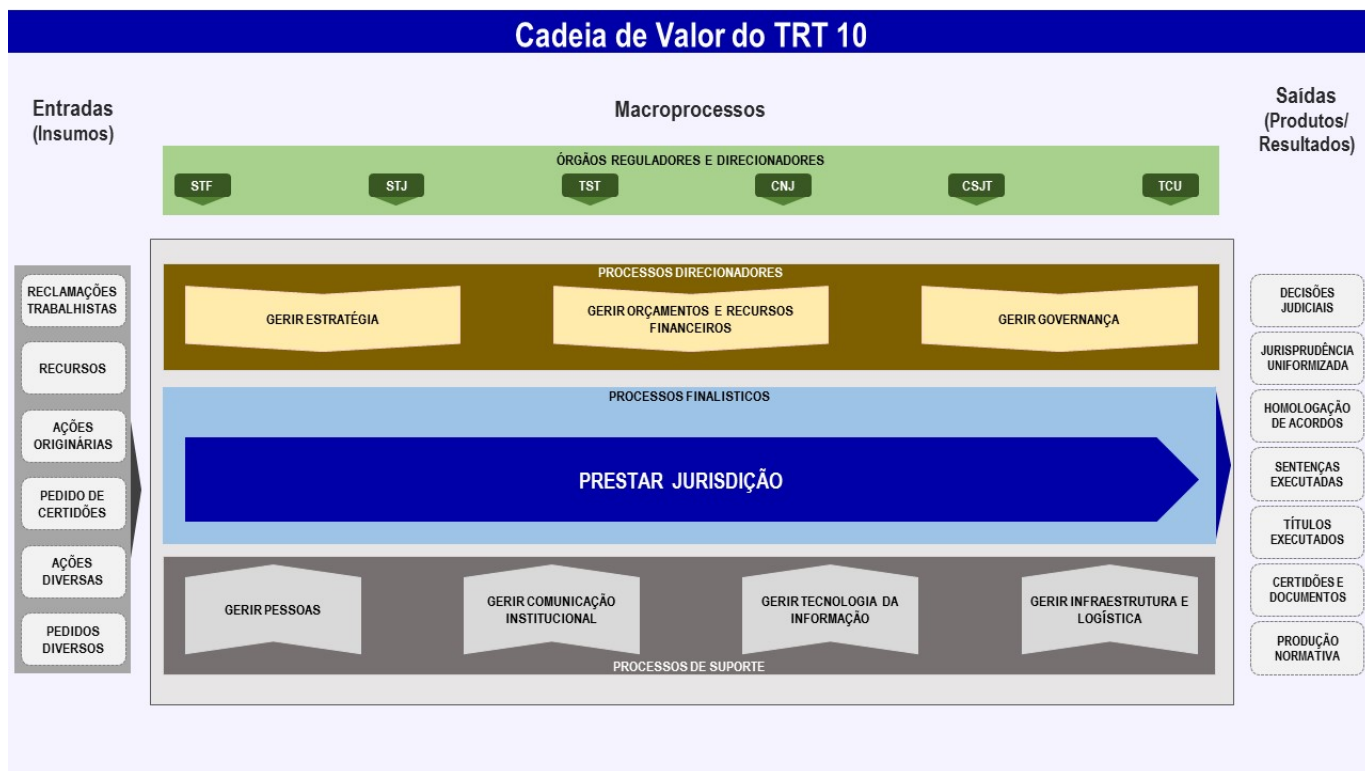 Cadeia de Valor do TRT 10
Entradas
(Insumos)
Macroprocessos
Saídas
(Produtos/
Resultados)
ÓRGÃOS REGULADORES E DIRECIONADORES
STF
STJ
TST
CNJ
CSJT
TCU
RECLAMAÇÕES
TRABALHISTAS
RECURSOS
AÇÕES
ORIGINÁRIAS
PEDIDO DE
CERTIDÕES
AÇÕES
DIVERSAS
PEDIDOS
DIVERSOS
PROCESSOS DIRECIONADORES
GERIR ESTRATÉGIA
GERIR ORÇAMENTOS E RECURSOS
FINANCEIROS
GERIR GOVERNANÇA
PROCESSOS FINALISTICOS
PRESTAR JURISDIÇÃO
GERIR PESSOAS
GERIR COMUNICAÇÃO
INSTITUCIONAL
GERIR TECNOLOGIA DA
INFORMAÇÃO
GERIR INFRAESTRUTURA E
LOGÍSTICA
PROCESSOS DE SUPORTE
DECISÕES
JUDICIAIS
JURISPRUDÊNCIA
UNIFORMIZADA
HOMOLOGAÇÃO
DE ACORDOS
SENTENÇAS
EXECUTADAS
TÍTULOS
EXECUTADOS
CERTIDÕES E
DOCUMENTOS
PRODUÇÃO
NORMATIVA